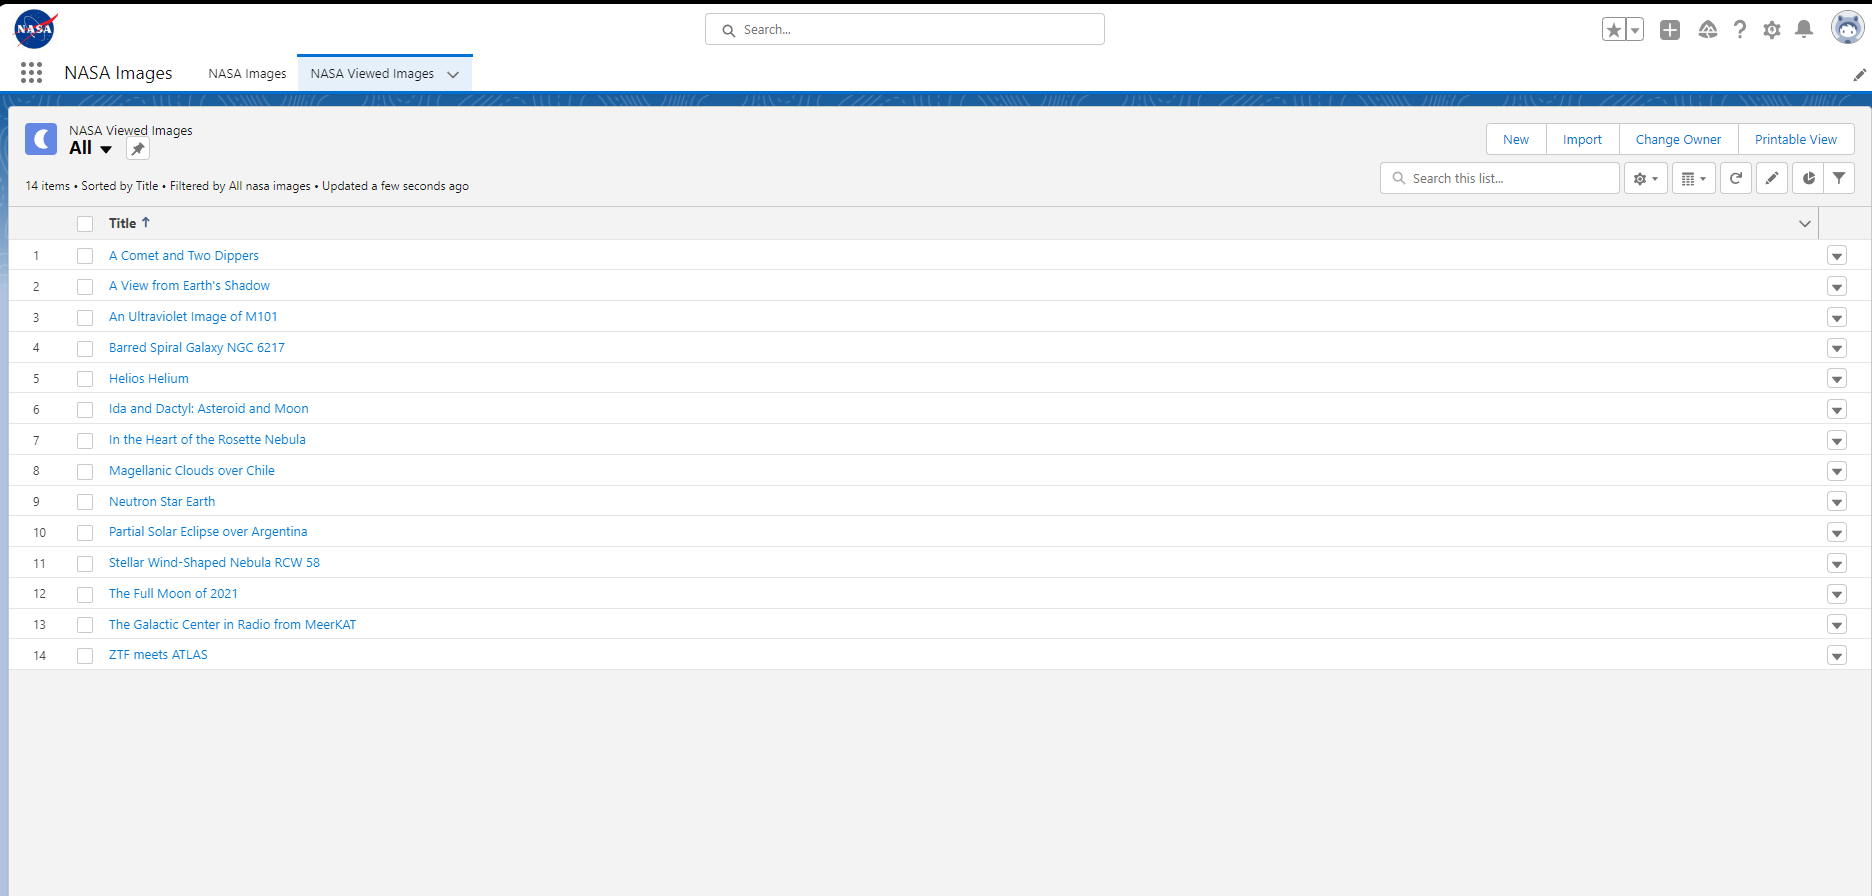 NASA
Search...
NASA Images
NASA Images
NASA Viewed Images
NASA Viewed Images
All
New
Import
Change Owner
Printable View
14 items • Sorted by Title • Filtered by All nasa images • Updated a few seconds ago
Search this list...
Title
1 A Comet and Two Dippers
2 A View from Earth's Shadow
3 An Ultraviolet Image of M101
4 Barred Spiral Galaxy NGC 6217
5 Helios Helium
6 Ida and Dactyl: Asteroid and Moon
7 In the Heart of the Rosette Nebula
8 Magellanic Clouds over Chile
9 Neutron Star Earth
10 Partial Solar Eclipse over Argentina
11 Stellar Wind-Shaped Nebula RCW 58
12 The Full Moon of 2021
13 The Galactic Center in Radio from MeerKAT
14 ZTF meets ATLAS